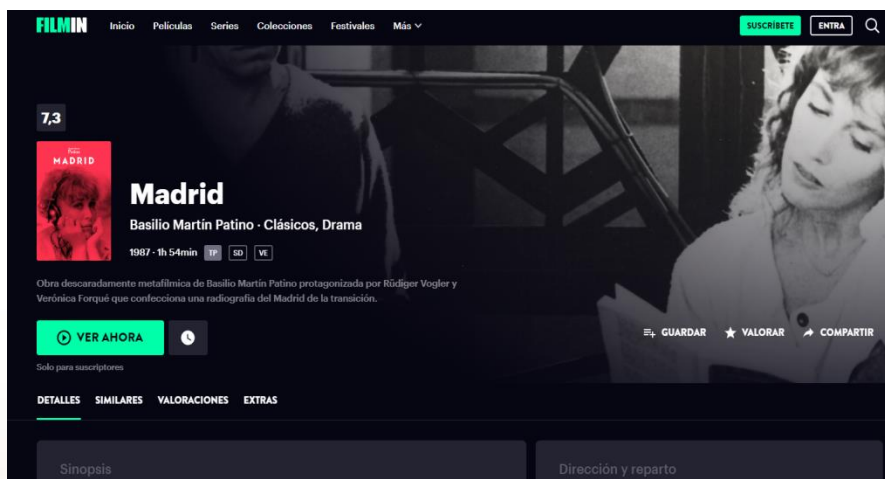 FILMIN Inicio Películas Series Colecciones Festivales Más SUSCRÍBETE ENTRA
7,3
MADRID
Madrid
Basilio Martín Patino · Clásicos, Drama
1987 · 1h 54min TP SD VE
Obra descaradamente metafílmica de Basilio Martín Patino protagonizada por Rüdiger Vogler y
Verónica Forqué que confecciona una radiografía del Madrid de la transición.
VER AHORA
GUARDAR VALORAR COMPARTIR
Solo para suscriptores
DETALLES SIMILARES VALORACIONES EXTRAS
Sinopsis Dirección y reparto